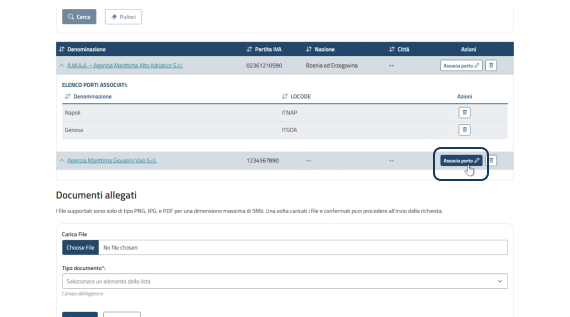 Cerca Pulisci
Denominazione Partita IVA Nazione Città Azioni
A.M.A.A. – Agenzia Marittima Alto Adriatico S.r.l. 02361210590 Bosnia ed Erzegovina -- Associa porto
ELENCO PORTI ASSOCIATI:
Denominazione LOCODE Azioni
Napoli ITNAP
Genova ITGOA
Agenzia Marittima Giovanni Vaio S.r.l. 1234567890 -- -- Associa porto
Documenti allegati
I file supportati sono solo di tipo PNG, JPG, e PDF per una dimensione massima di 5Mb. Una volta caricati i file e confermati puoi procedere all'invio della richiesta.
Carica File
Choose File No file chosen
Tipo documento*:
Selezionare un elemento della lista
Campo obbligatorio